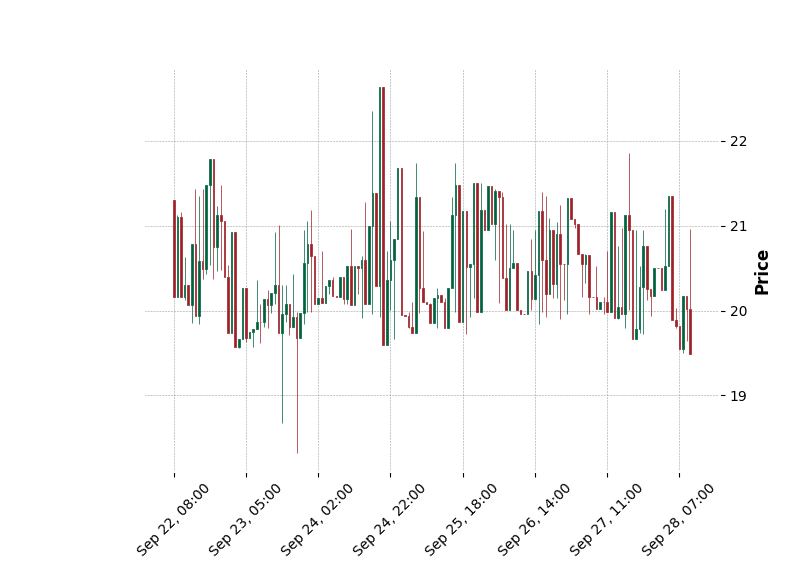 22
21
20
19
Price
Sep 22, 08:00
Sep 23, 05:00
Sep 24, 02:00
Sep 24, 22:00
Sep 25, 18:00
Sep 26, 14:00
Sep 27, 11:00
Sep 28, 07:00